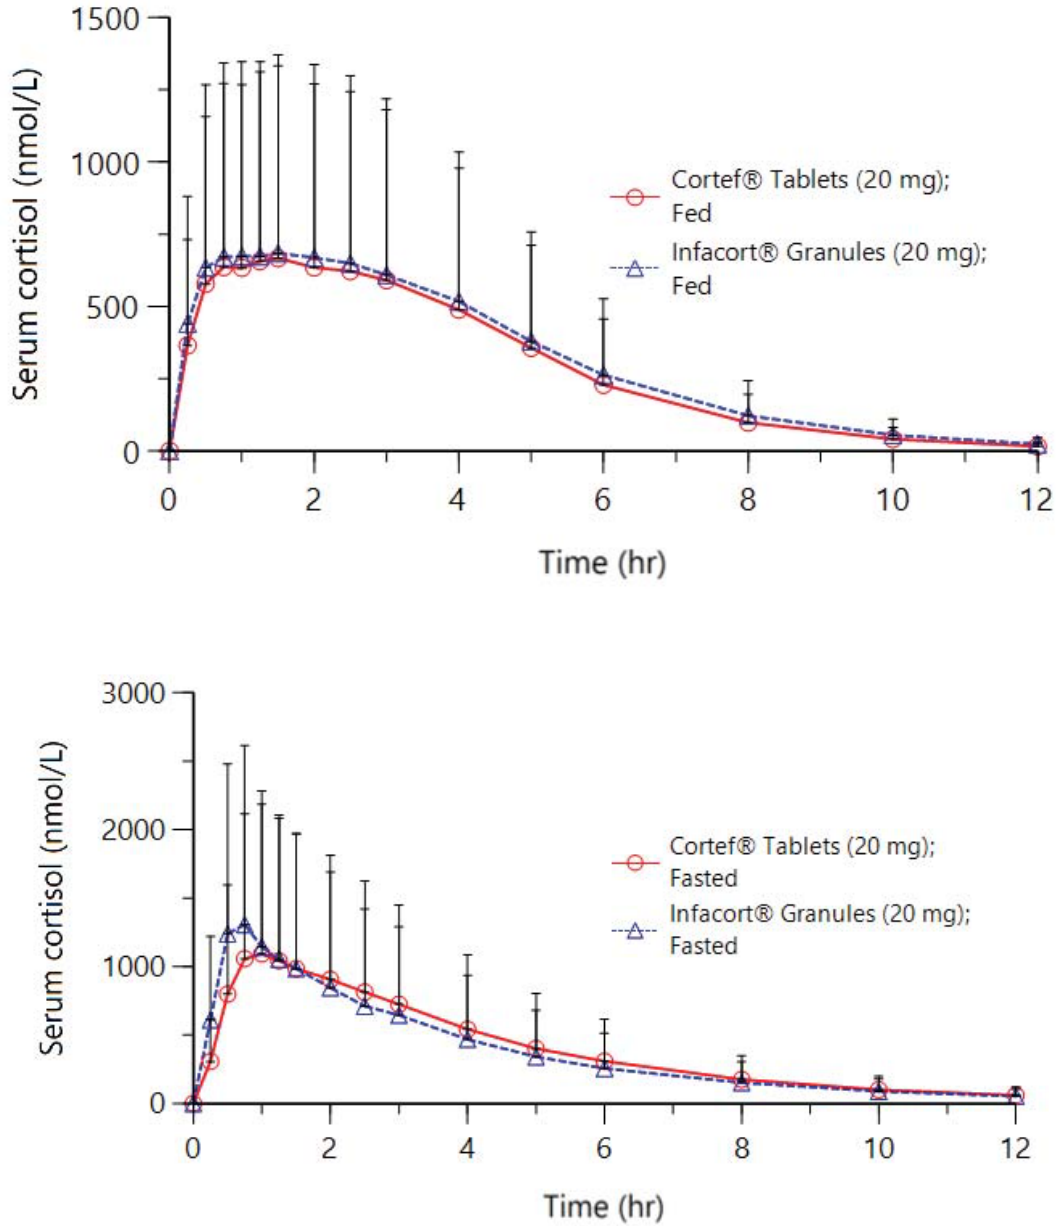 1500
1000
500
0
Serum cortisol (nmol/L)
Cortef® Tablets (20 mg);
Fed
Infacort® Granules (20 mg);
Fed
0 2 4 6 8 10 12
Time (hr)
3000
2000
1000
0
Serum cortisol (nmol/L)
Cortef® Tablets (20 mg);
Fasted
Infacort® Granules (20 mg);
Fasted
0 2 4 6 8 10 12
Time (hr)